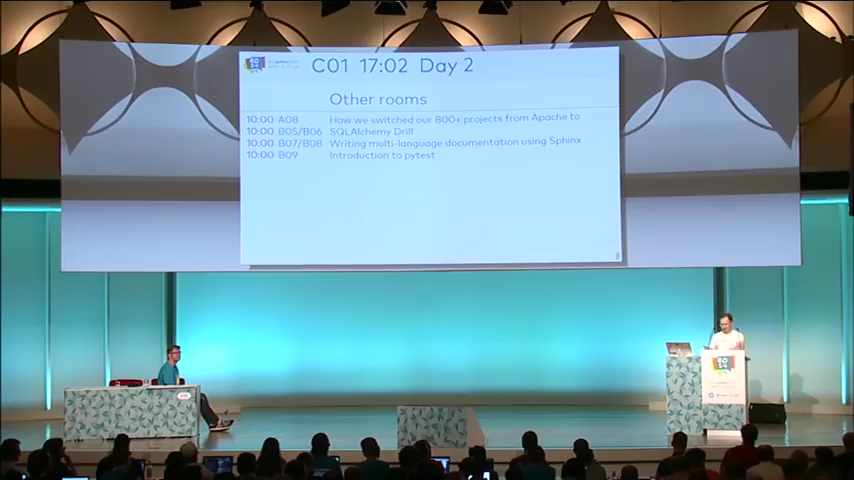 C01 17:02 Day 2
Other rooms
10:00 A08 How we switched our 800+ projects from Apache to
10:00 B05/B06 SQLAlchemy Drill
10:00 B07/B08 Writing multi-language documentation using Sphinx
10:00 B09 Introduction to pytest